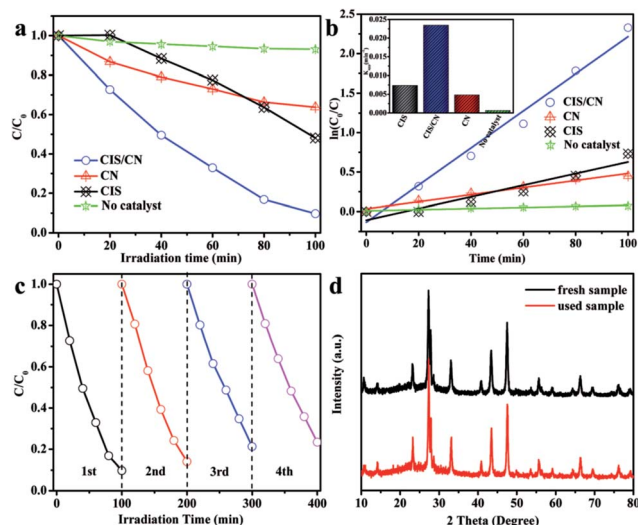 a
C/C0
1.0
0.8
0.6
0.4
0.2
0.0
CIS/CN
CN
CIS
No catalyst
0 20 40 60 80 100
Irradiation time (min)
b
ln(C0/C)
2.5
2.0
1.5
1.0
0.5
0.0
0.025
0.020
0.015
0.010
0.005
0.000
CIS
CIS/CN
CN
No catalyst
CIS/CN
CN
CIS
No catalyst
0 20 40 60 80 100
Time (min)
c
C/C0
1.0
0.8
0.6
0.4
0.2
0.0
1st 2nd 3rd 4th
0 100 200 300 400
Irradiation Time (min)
d
Intensity (a.u.)
fresh sample
used sample
10 20 30 40 50 60 70 80
2 Theta (Degree)